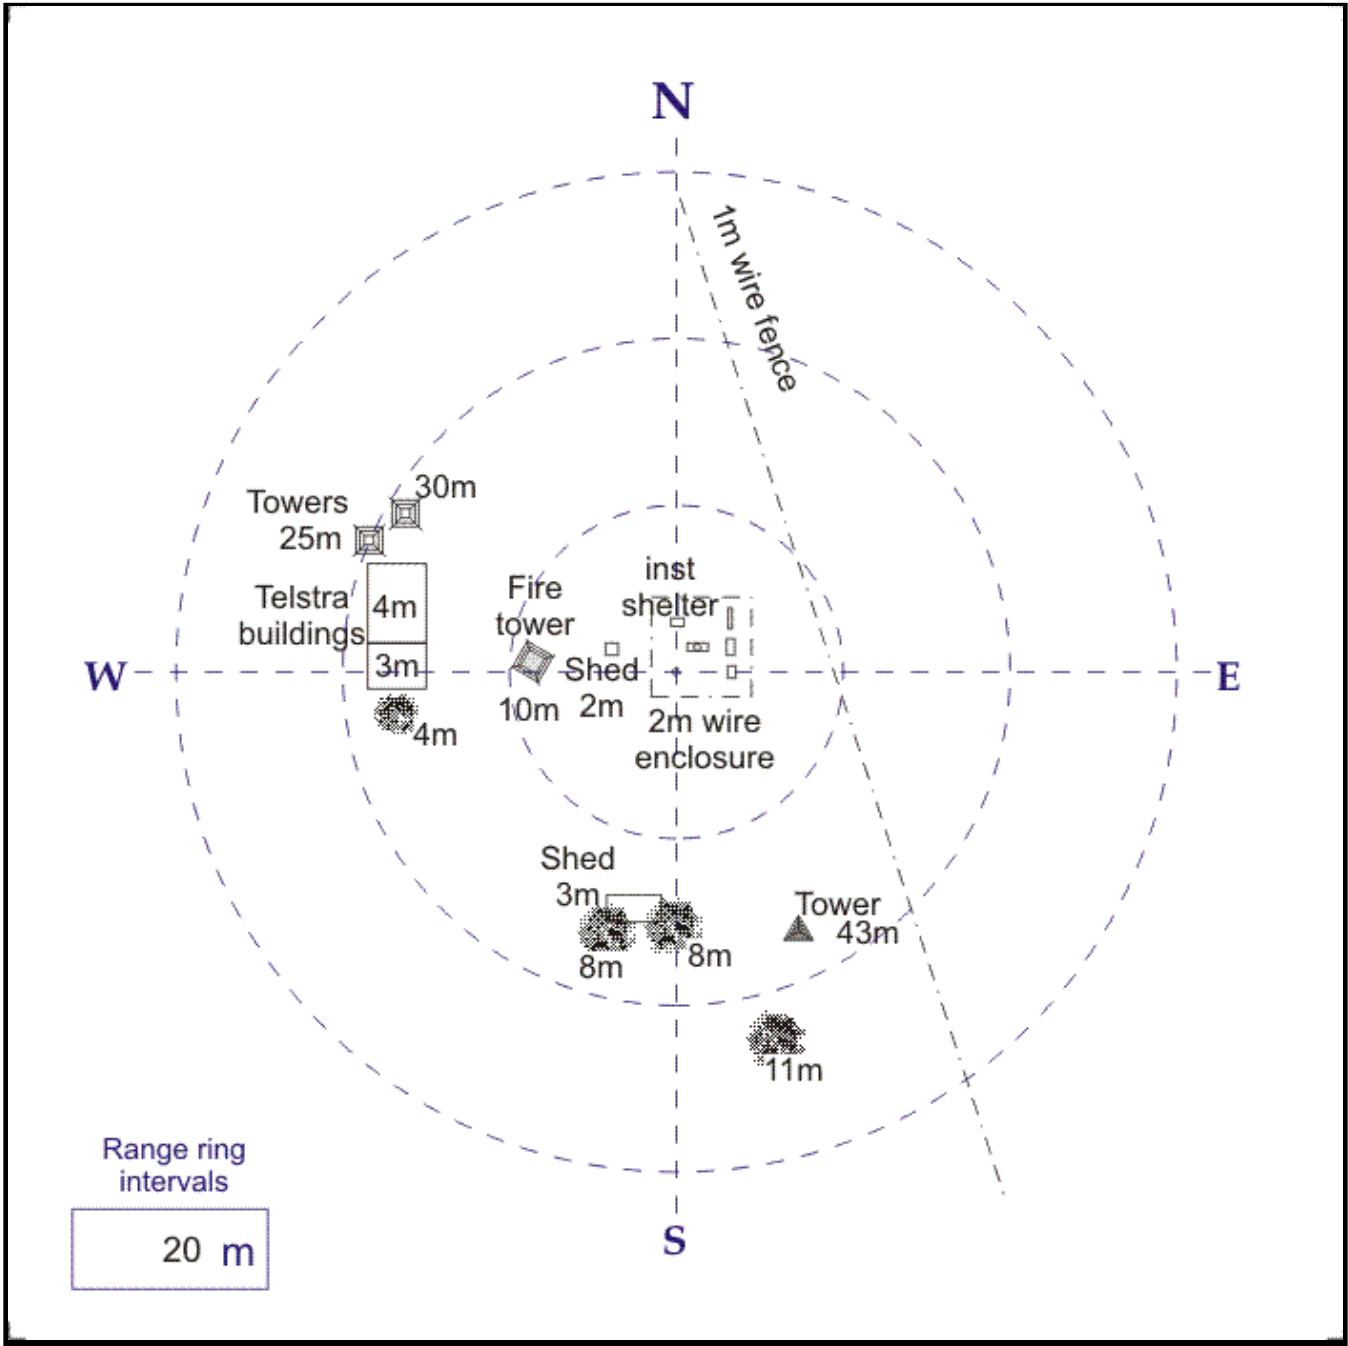 N
1m wire fence
30m
Towers
25m
Telstra
buildings
4m
3m
4m
Fire
tower
10m
inst
shelter
Shed
2m
2m wire
enclosure
W
E
Shed
3m
8m
8m
Tower
43m
11m
S
Range ring
intervals
20 m